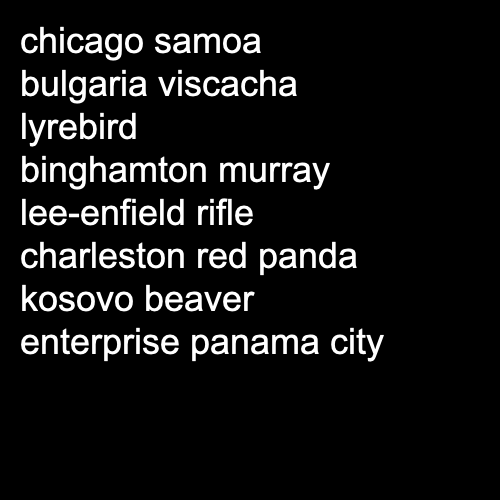 chicago samoa
bulgaria viscacha
lyrebird
binghamton murray
lee-enfield rifle
charleston red panda
kosovo beaver
enterprise panama city